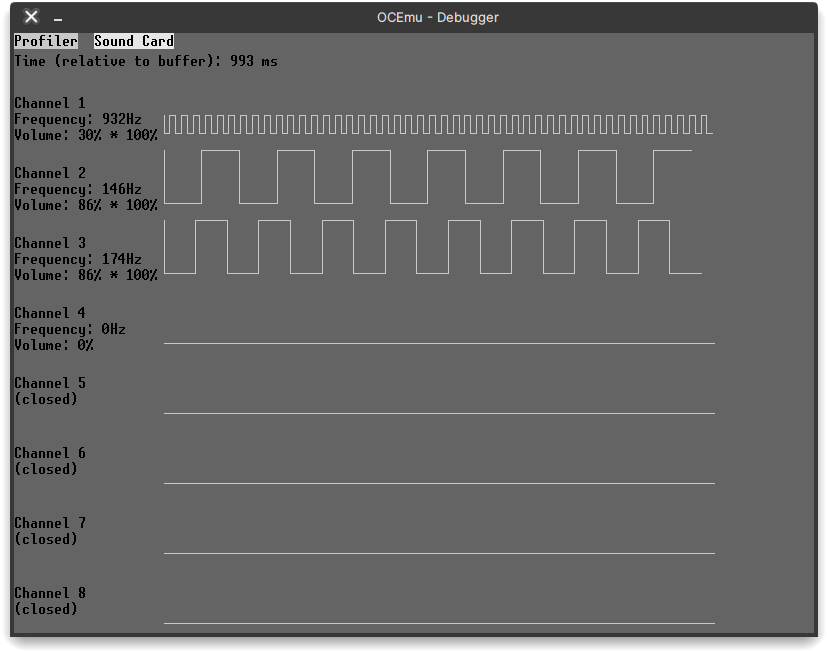 OCEmu - Debugger
Profiler Sound Card
Time (relative to buffer): 993 ms
Channel 1
Frequency: 932Hz
Volume: 30% * 100%
Channel 2
Frequency: 146Hz
Volume: 86% * 100%
Channel 3
Frequency: 174Hz
Volume: 86% * 100%
Channel 4
Frequency: 0Hz
Volume: 0%
Channel 5
(closed)
Channel 6
(closed)
Channel 7
(closed)
Channel 8
(closed)